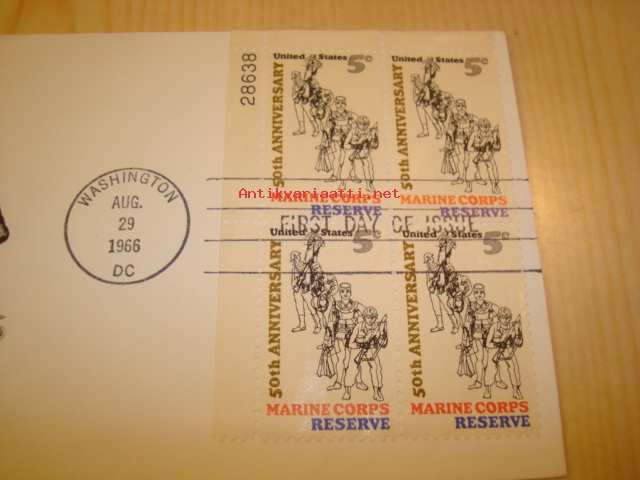 28638
United States 5c
50th ANNIVERSARY
MARINE CORPS
RESERVE
United States 5c
50th ANNIVERSARY
MARINE CORPS
RESERVE
Antikvariaatti.net
WASHINGTON
AUG.
29
1966
DC
FIRST DAY OF ISSUE
United States 5c
50th ANNIVERSARY
MARINE CORPS
RESERVE
United States 5c
50th ANNIVERSARY
MARINE CORPS
RESERVE